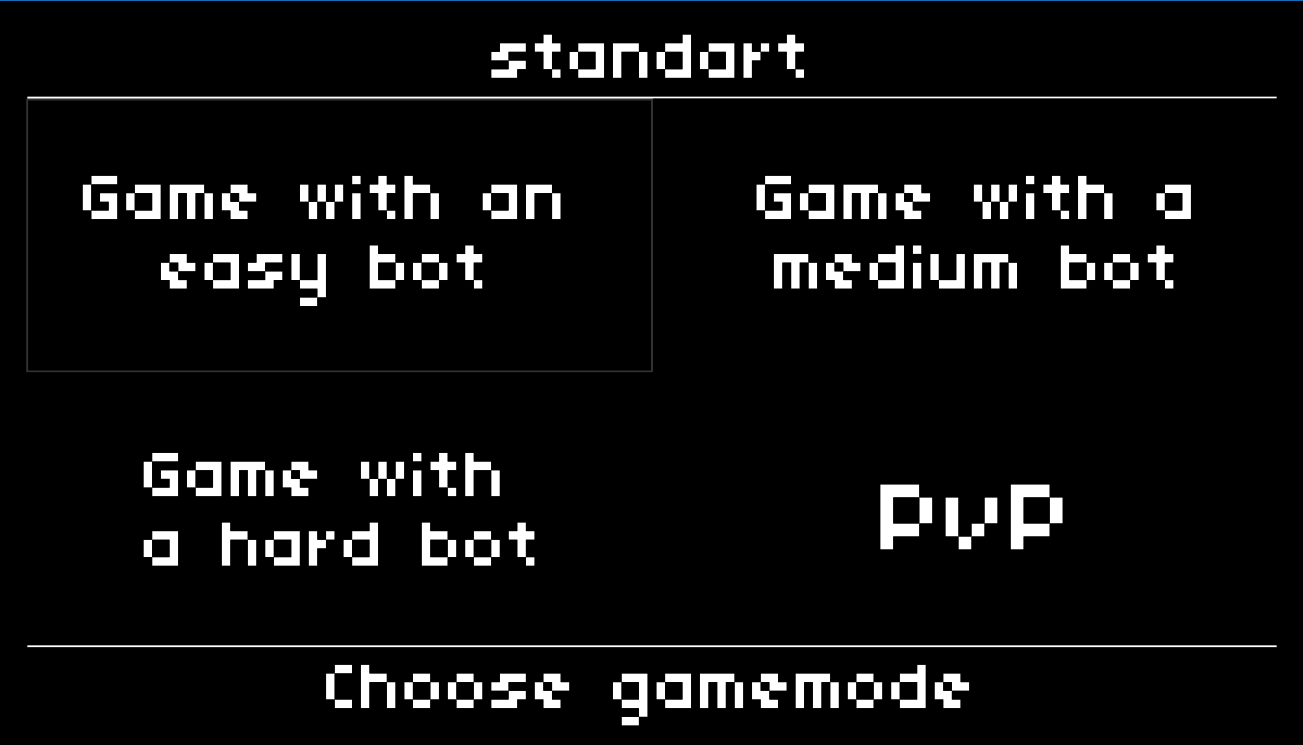 standart
Game with an
easy bot
Game with a
medium bot
Game with
a hard bot
PvP
Choose gamemode